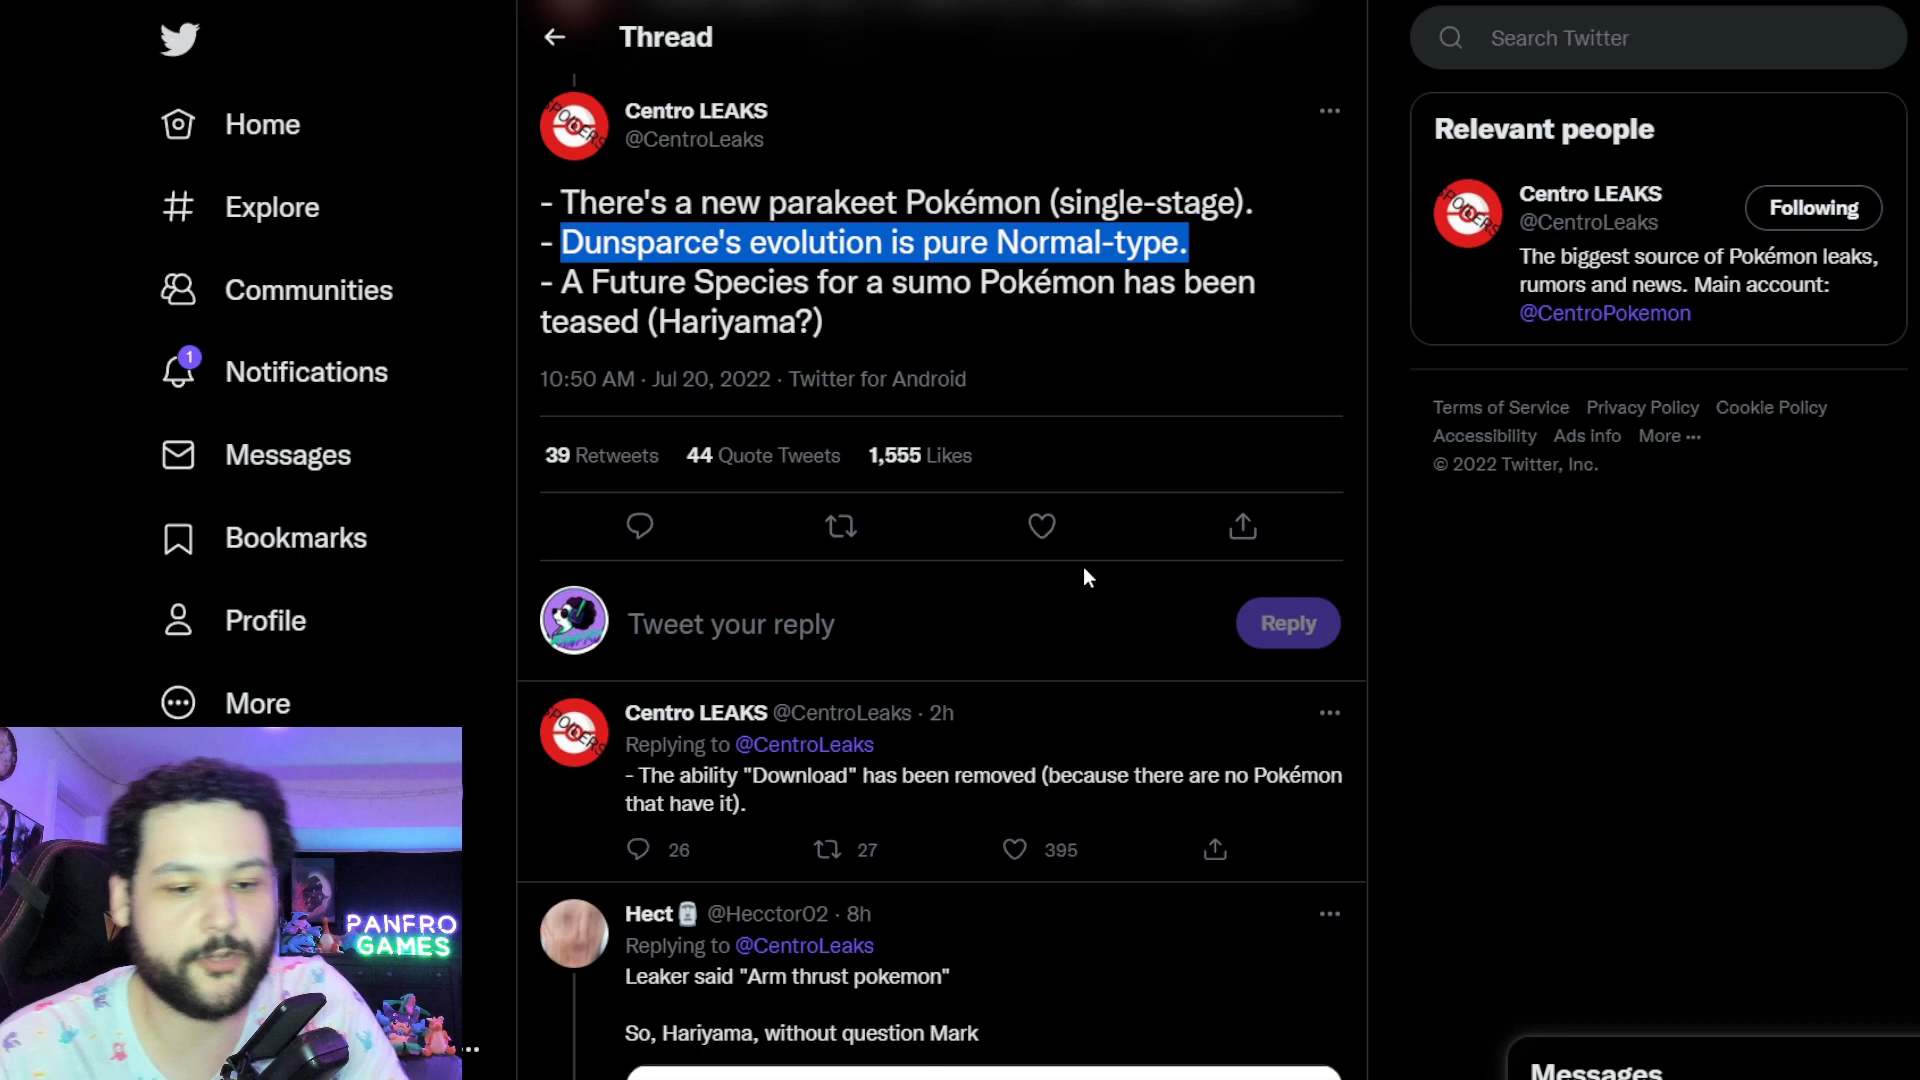 Thread
Search Twitter
Home
Explore
Communities
1
Notifications
Messages
Bookmarks
Profile
More
SPOILERS
Centro LEAKS
@CentroLeaks
- There's a new parakeet Pokémon (single-stage).
- Dunsparce's evolution is pure Normal-type.
- A Future Species for a sumo Pokémon has been
teased (Hariyama?)
10:50 AM · Jul 20, 2022 · Twitter for Android
39 Retweets 44 Quote Tweets 1,555 Likes
Tweet your reply
Reply
SPOILERS
Centro LEAKS @CentroLeaks · 2h
Replying to @CentroLeaks
- The ability "Download" has been removed (because there are no Pokémon
that have it).
26 27 395
Hect @Hecctor02 · 8h
Replying to @CentroLeaks
Leaker said "Arm thrust pokemon"
So, Hariyama, without question Mark
Relevant people
SPOILERS
Centro LEAKS
@CentroLeaks
Following
The biggest source of Pokémon leaks,
rumors and news. Main account:
@CentroPokemon
Terms of Service Privacy Policy Cookie Policy
Accessibility Ads info More
© 2022 Twitter, Inc.
Messages
PANFRO
GAMES